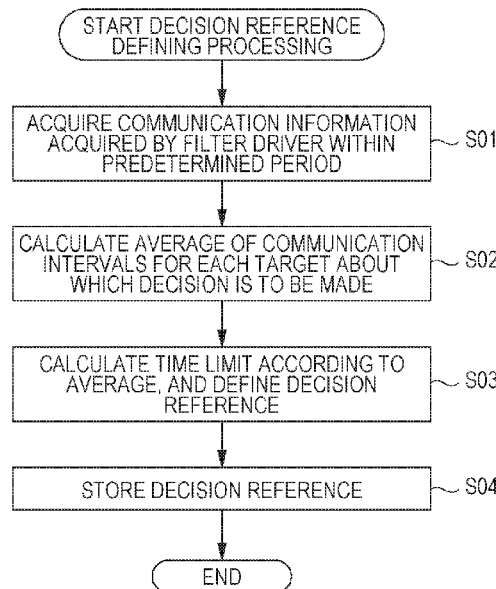 START DECISION REFERENCE
DEFINING PROCESSING
ACQUIRE COMMUNICATION INFORMATION
ACQUIRED BY FILTER DRIVER WITHIN
PREDETERMINED PERIOD
S01
CALCULATE AVERAGE OF COMMUNICATION
INTERVALS FOR EACH TARGET ABOUT
WHICH DECISION IS TO BE MADE
S02
CALCULATE TIME LIMIT ACCORDING TO
AVERAGE, AND DEFINE DECISION
REFERENCE
S03
STORE DECISION REFERENCE
S04
END